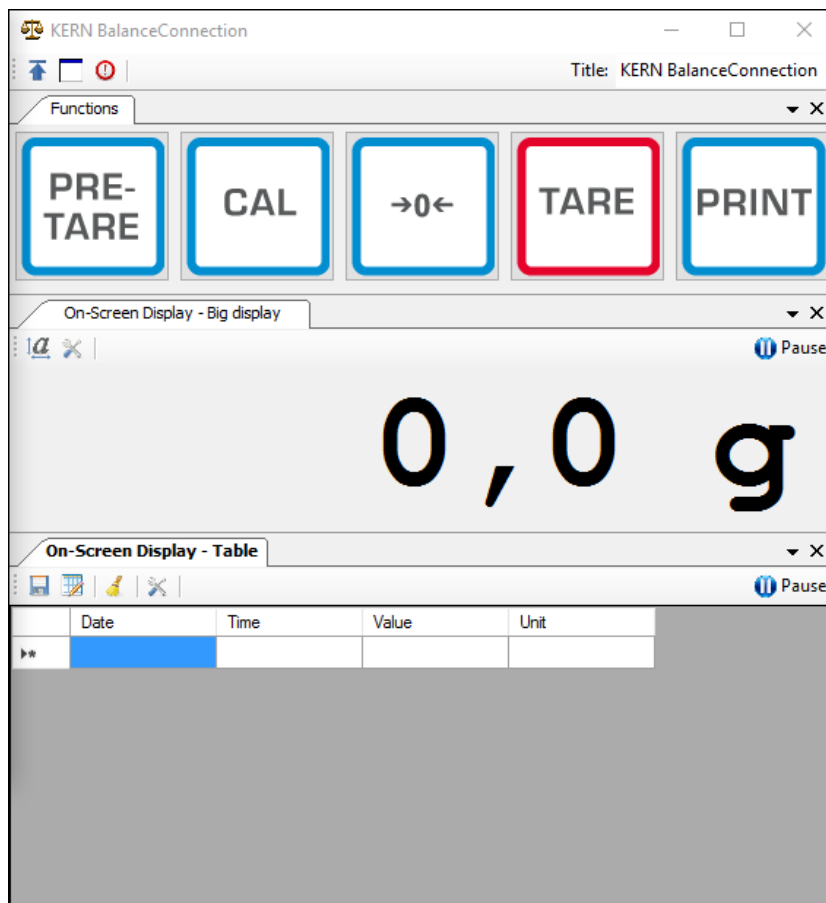 KERN BalanceConnection
Title: KERN BalanceConnection
Functions
PRE-
TARE
CAL
→0←
TARE
PRINT
On-Screen Display - Big display
a
Pause
0,0 g
On-Screen Display - Table
Pause
Date Time Value Unit